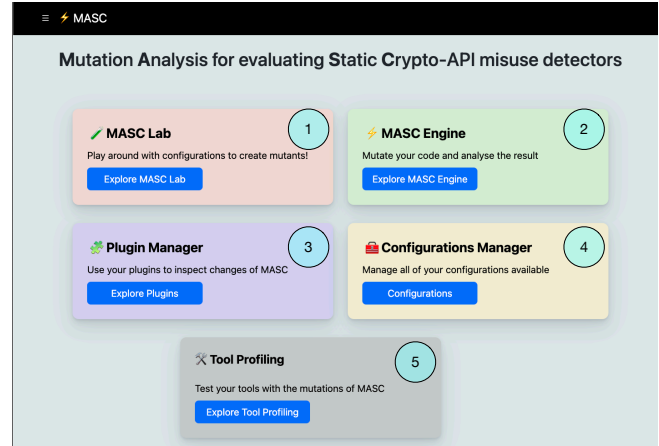 ☰ ⚡ MASC
Mutation Analysis for evaluating Static Crypto-API misuse detectors
MASC Lab
1
Play around with configurations to create mutants!
Explore MASC Lab
MASC Engine
2
Mutate your code and analyse the result
Explore MASC Engine
Plugin Manager
3
Use your plugins to inspect changes of MASC
Explore Plugins
Configurations Manager
4
Manage all of your configurations available
Configurations
Tool Profiling
5
Test your tools with the mutations of MASC
Explore Tool Profiling